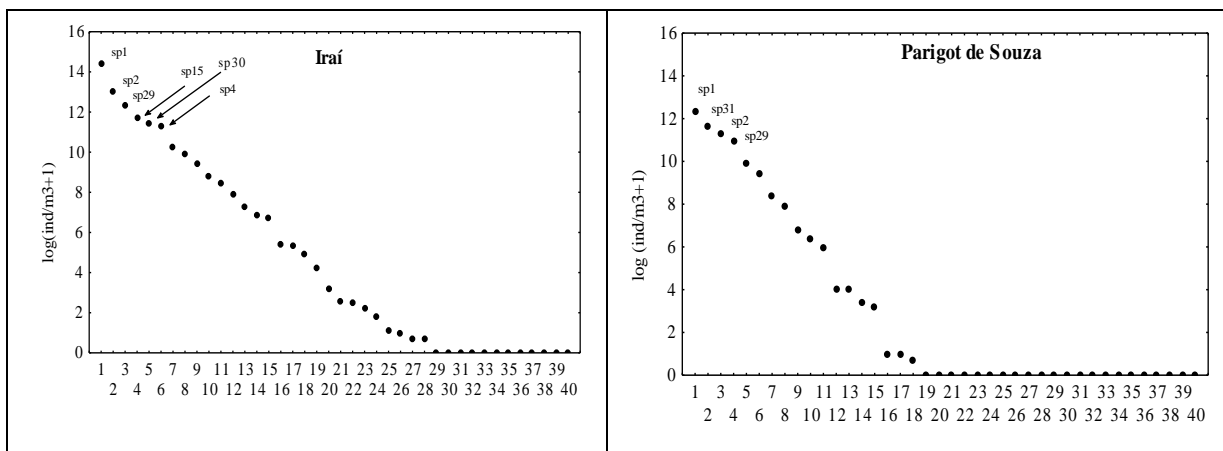 Iraí
log(ind/m3+1)
16
14
12
10
8
6
4
2
0
sp1
sp2
sp29
sp15
sp30
sp4
1 3 5 7 9 11 13 15 17 19 21 23 25 27 29 31 33 35 37 39
2 4 6 8 10 12 14 16 18 20 22 24 26 28 30 32 34 36 38 40
Parigot de Souza
log (ind/m3+1)
16
14
12
10
8
6
4
2
0
sp1
sp31
sp2
sp29
1 3 5 7 9 11 13 15 17 19 21 23 25 27 29 31 33 35 37 39
2 4 6 8 10 12 14 16 18 20 22 24 26 28 30 32 34 36 38 40